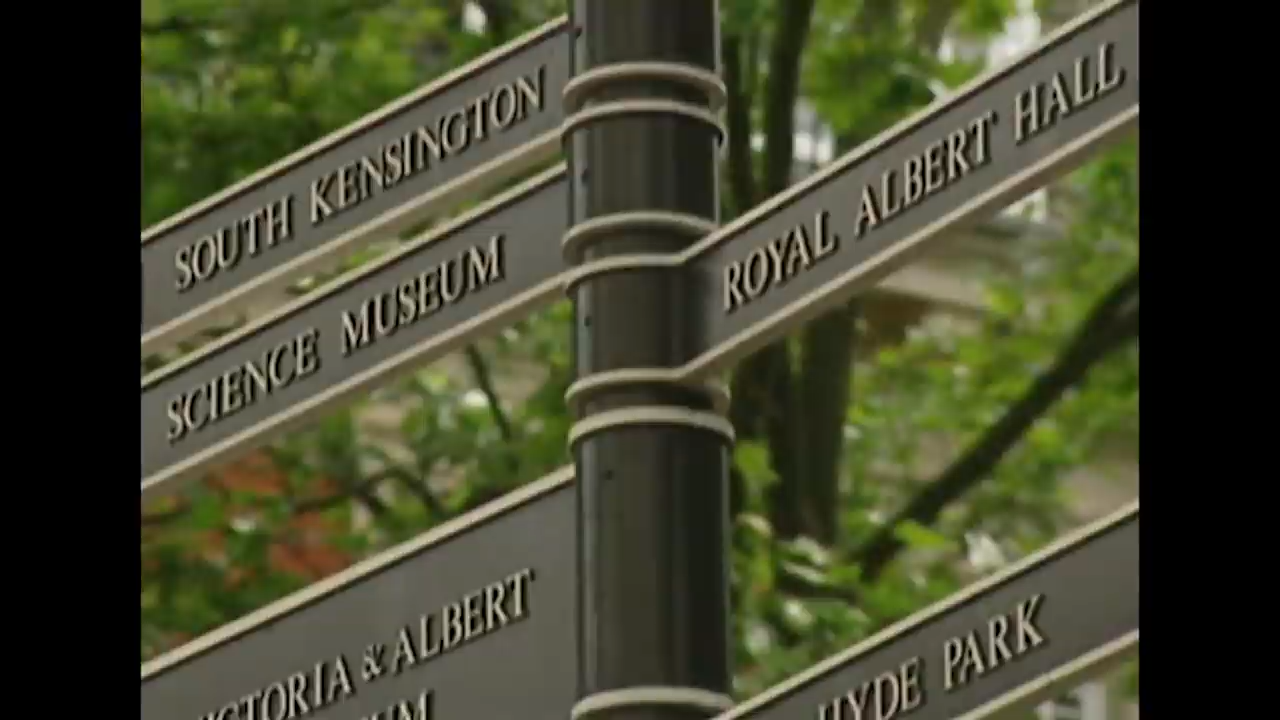 SOUTH KENSINGTON
SCIENCE MUSEUM
ROYAL ALBERT HALL
& ALBERT
HYDE PARK